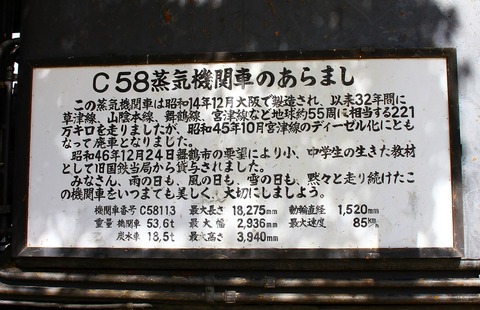 C58蒸気機関車のあらまし
この蒸気機関車は昭和14年12月大阪で製造され、以来32年間に
草津線、山陰本線、舞鶴線、宮津線など地球約55周に相当する221
万キロを走りましたが、昭和45年10月宮津線のディーゼル化にとも
なって廃車となりました。
昭和46年12月24日舞鶴市の要望により小、中学生の生きた教材
として旧国鉄当局から貸与されました。
みなさん、雨の日も、風の日も、雪の日も、黙々と走り続けたこ
の機関車をいつまでも美しく、大切にしましょう。
機関車番号 C58113 最大長さ 18,275mm 動輪直径 1,520mm
重量 機関車 53.6t 最大幅 2,936mm 最大速度 85km/h
炭水車 18.5t 最大高さ 3,940mm